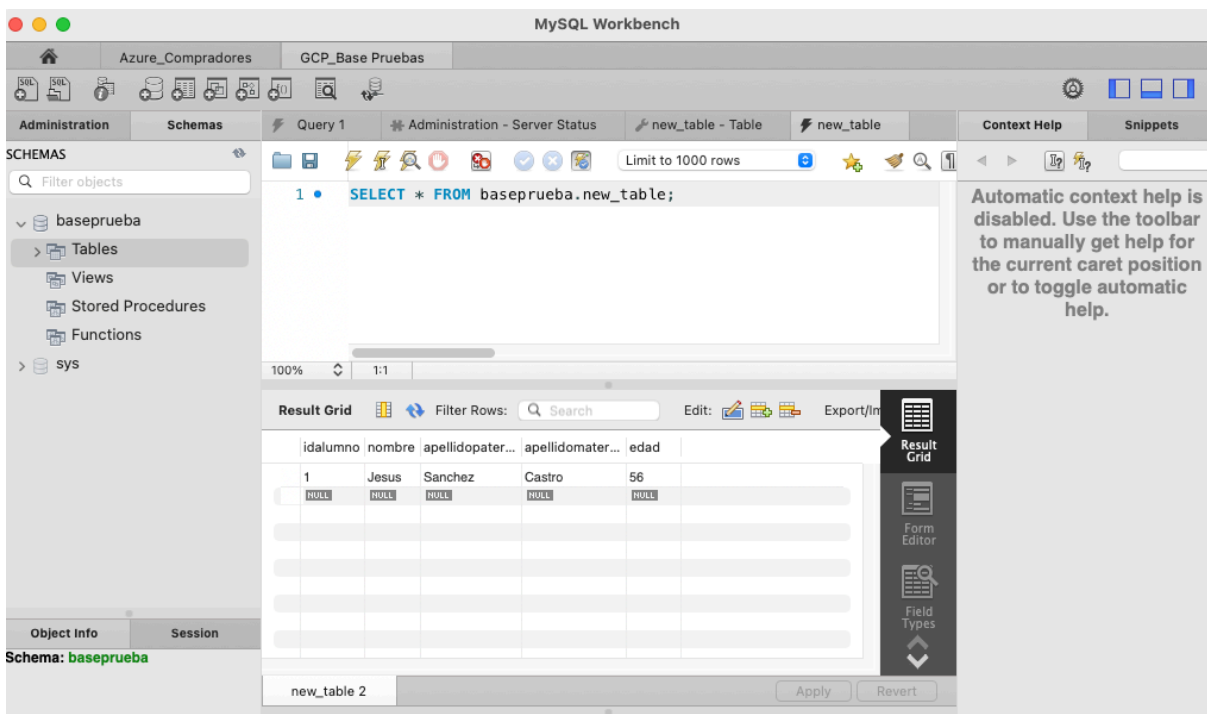 MySQL Workbench
Azure_Compradores
GCP_Base Pruebas
Administration
Schemas
Query 1
Administration - Server Status
new_table - Table
new_table
Context Help
Snippets
SCHEMAS
Filter objects
baseprueba
Tables
Views
Stored Procedures
Functions
sys
Limit to 1000 rows
1 SELECT * FROM baseprueba.new_table;
100% 1:1
Automatic context help is
disabled. Use the toolbar
to manually get help for
the current caret position
or to toggle automatic
help.
Result Grid Filter Rows: Search Edit: Export/Im
idalumno nombre apellidopater... apellidomater... edad
1 Jesus Sanchez Castro 56
NULL NULL NULL NULL NULL
Result
Grid
Form
Editor
Field
Types
Object Info
Session
Schema: baseprueba
new_table 2
Apply
Revert